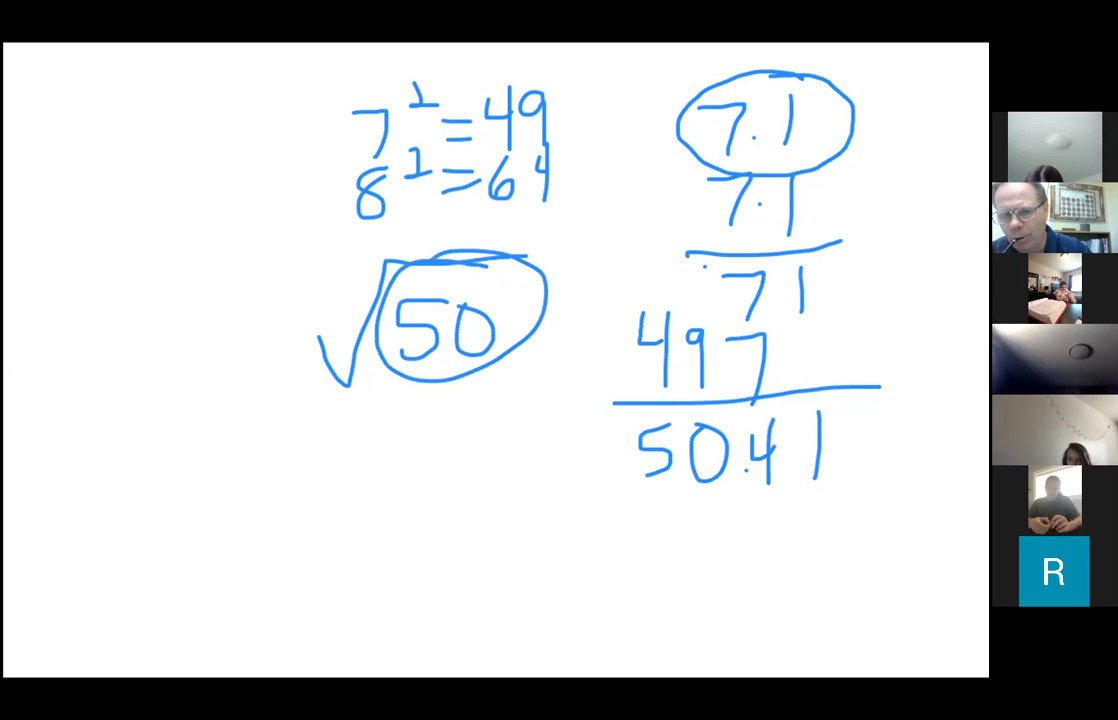 7² = 49
8² = 64
√50
7.1
7.1
71
497
50.41
R